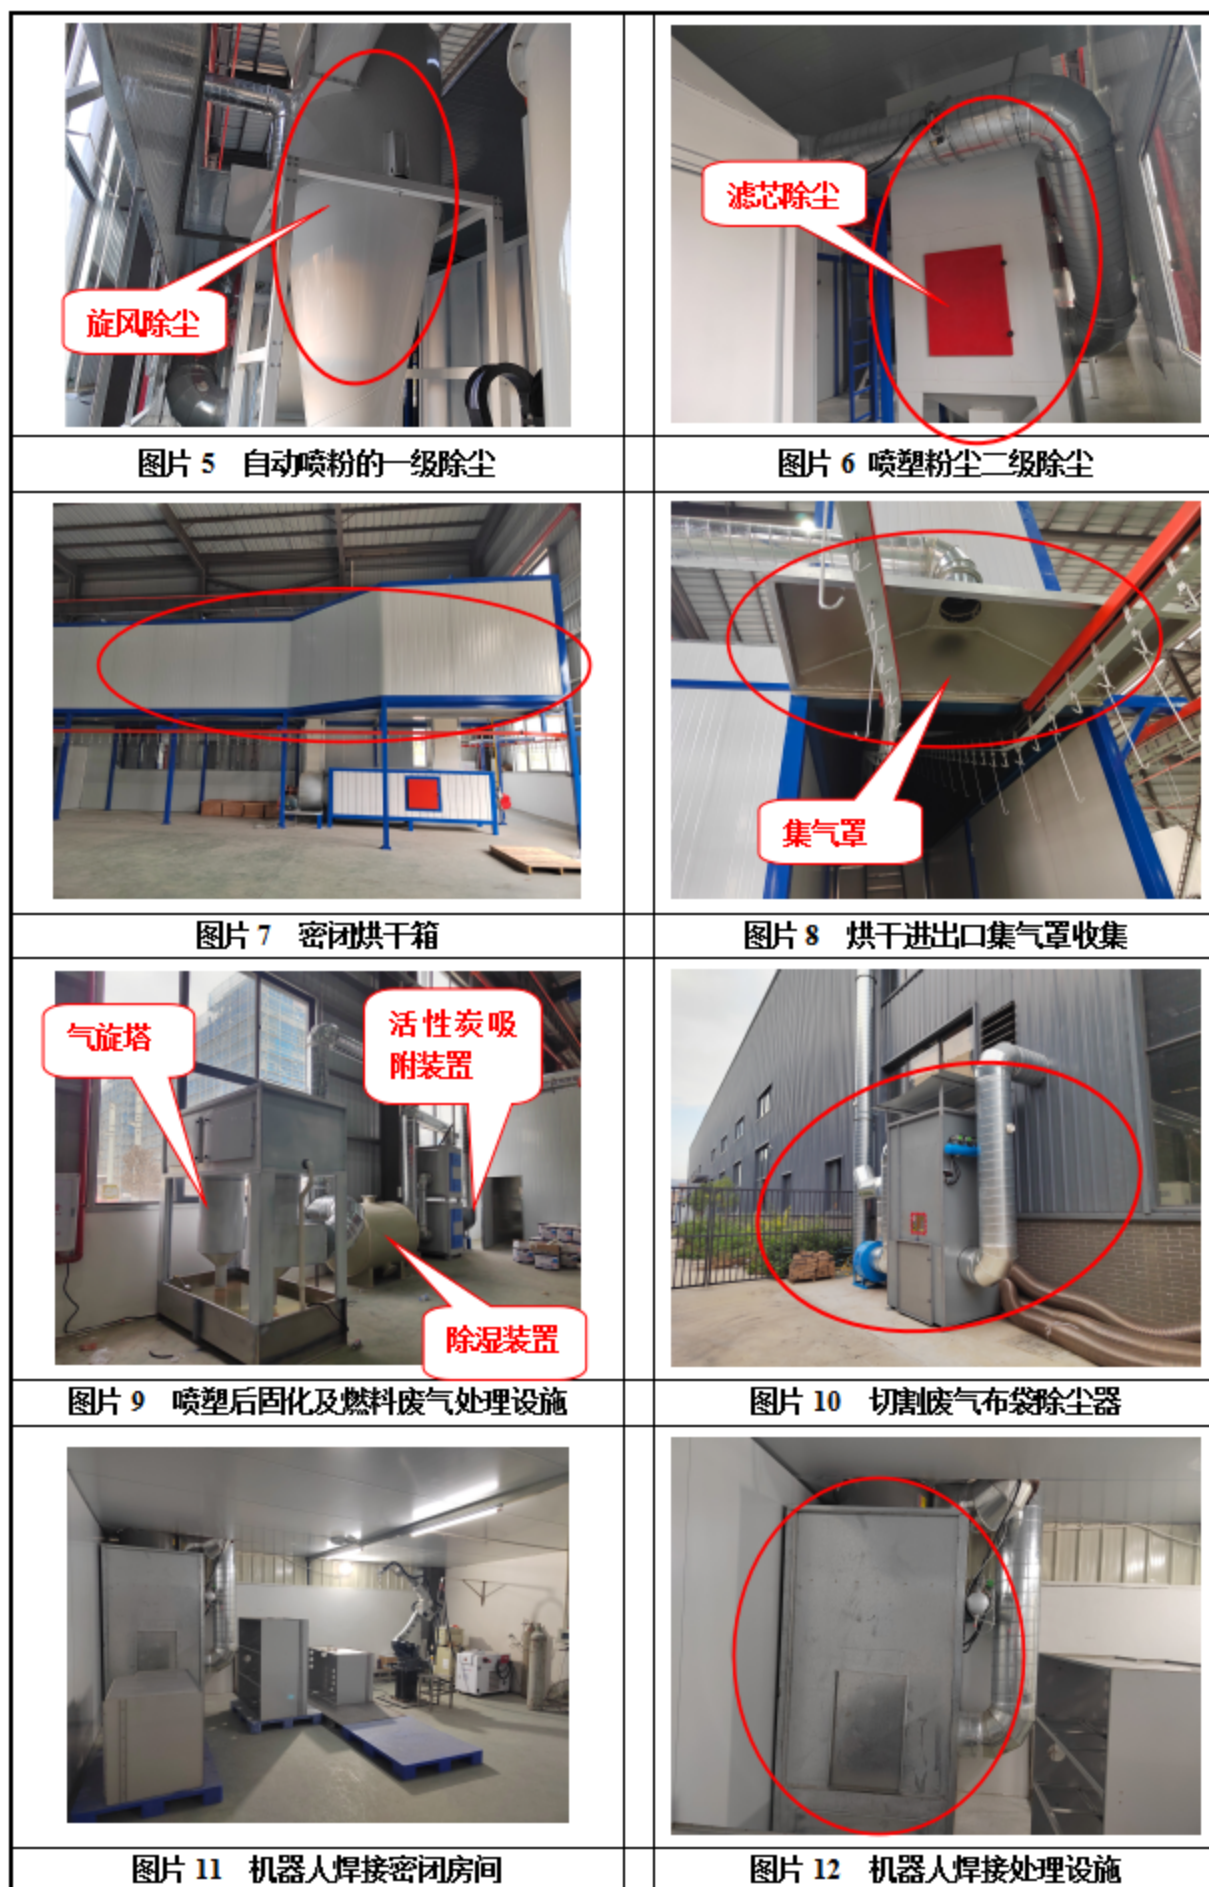 旋风除尘
滤芯除尘
图片 5 自动喷粉的一级除尘
图片 6 喷塑粉尘二级除尘
集气罩
图片 7 密闭烘干箱
图片 8 烘干进出口集气罩收集
气旋塔
活性炭吸
附装置
除湿装置
图片 9 喷塑后固化及燃料废气处理设施
图片 10 切割废气布袋除尘器
图片 11 机器人焊接密闭房间
图片 12 机器人焊接处理设施